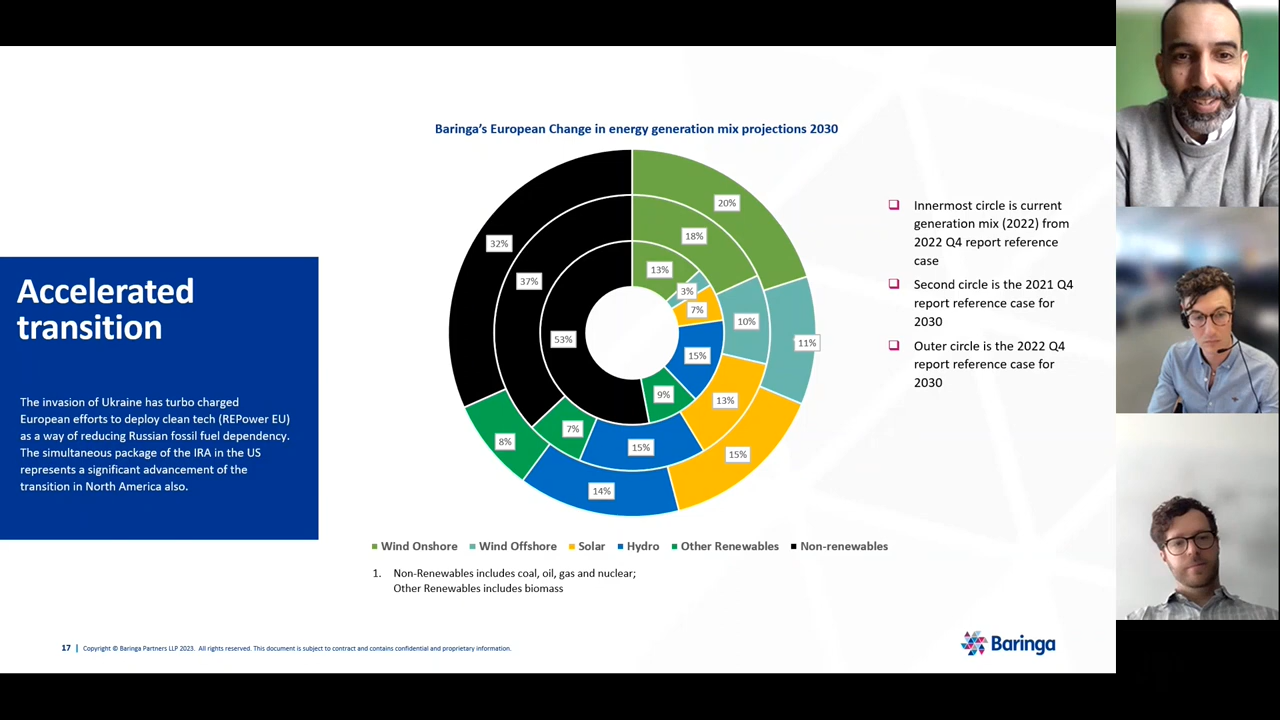 Baringa's European Change in energy generation mix projections 2030
Accelerated
transition
The invasion of Ukraine has turbo charged
European efforts to deploy clean tech (REPower EU)
as a way of reducing Russian fossil fuel dependency.
The simultaneous package of the IRA in the US
represents a significant advancement of the
transition in North America also.
20%
18%
13%
3%
7%
15%
9%
53%
10%
13%
15%
7%
37%
11%
15%
14%
8%
32%
Innermost circle is current
generation mix (2022) from
2022 Q4 report reference
case
Second circle is the 2021 Q4
report reference case for
2030
Outer circle is the 2022 Q4
report reference case for
2030
Wind Onshore Wind Offshore Solar Hydro Other Renewables Non-renewables
1. Non-Renewables includes coal, oil, gas and nuclear;
Other Renewables includes biomass
17 | Copyright © Baringa Partners LLP 2023. All rights reserved. This document is subject to contract and contains confidential and proprietary information.
Baringa